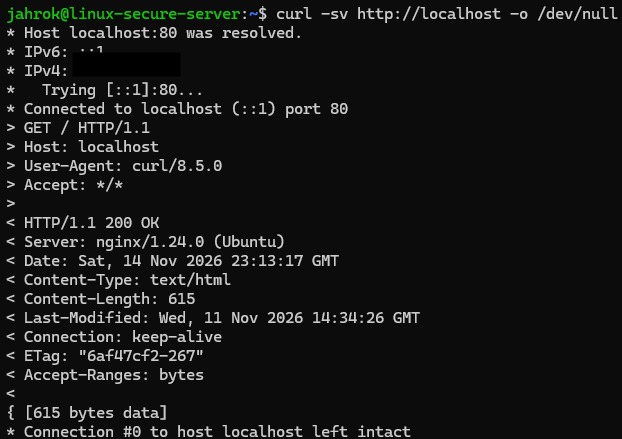 jahrok@linux-secure-server:~$ curl -sv http://localhost -o /dev/null
* Host localhost:80 was resolved.
* IPv6: ::1
* IPv4:
*   Trying [::1]:80...
* Connected to localhost (::1) port 80
> GET / HTTP/1.1
> Host: localhost
> User-Agent: curl/8.5.0
> Accept: */*
>
< HTTP/1.1 200 OK
< Server: nginx/1.24.0 (Ubuntu)
< Date: Sat, 14 Nov 2026 23:13:17 GMT
< Content-Type: text/html
< Content-Length: 615
< Last-Modified: Wed, 11 Nov 2026 14:34:26 GMT
< Connection: keep-alive
< ETag: "6af47cf2-267"
< Accept-Ranges: bytes
<
{ [615 bytes data]
* Connection #0 to host localhost left intact